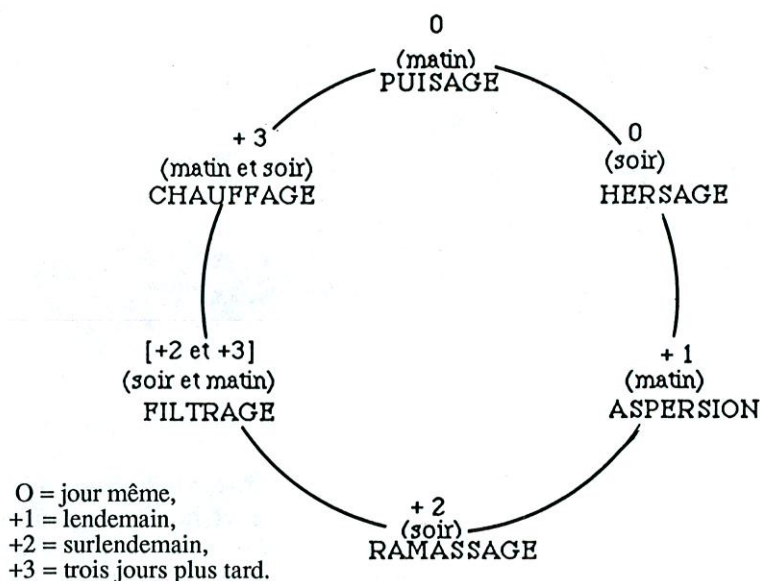 0
(matin)
PUISAGE
0
(soir)
HERSAGE
+ 1
(matin)
ASPERSION
+ 2
(soir)
RAMASSAGE
[+2 et +3]
(soir et matin)
FILTRAGE
+ 3
(matin et soir)
CHAUFFAGE
O = jour même,
+1 = lendemain,
+2 = surlendemain,
+3 = trois jours plus tard.